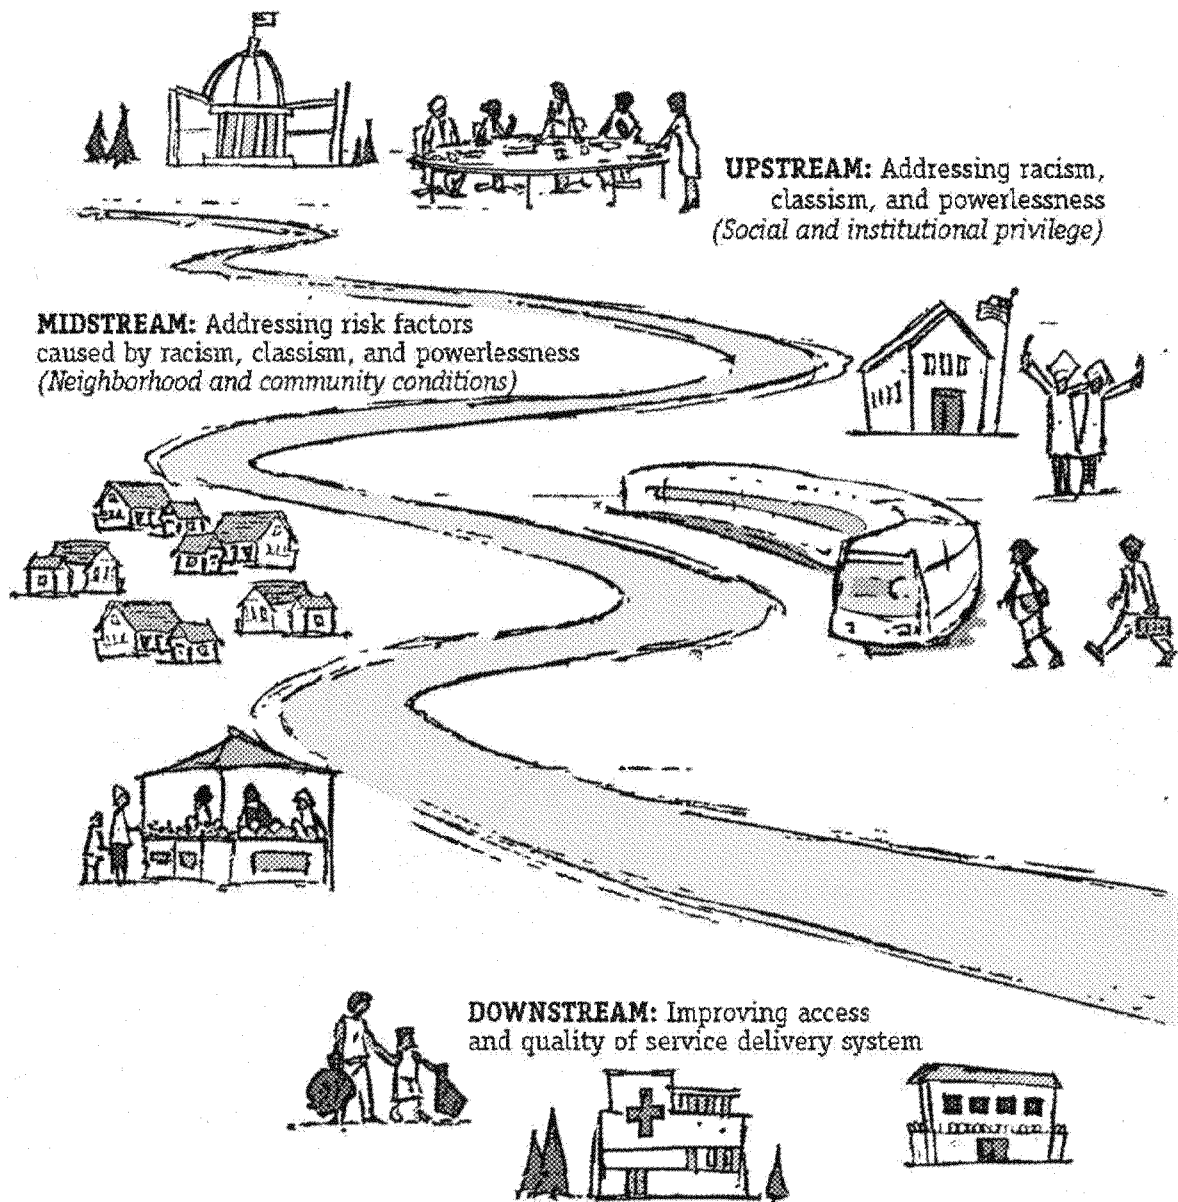 UPSTREAM: Addressing racism,
classism, and powerlessness
(Social and institutional privilege)
MIDSTREAM: Addressing risk factors
caused by racism, classism, and powerlessness
(Neighborhood and community conditions)
DOWNSTREAM: Improving access
and quality of service delivery system